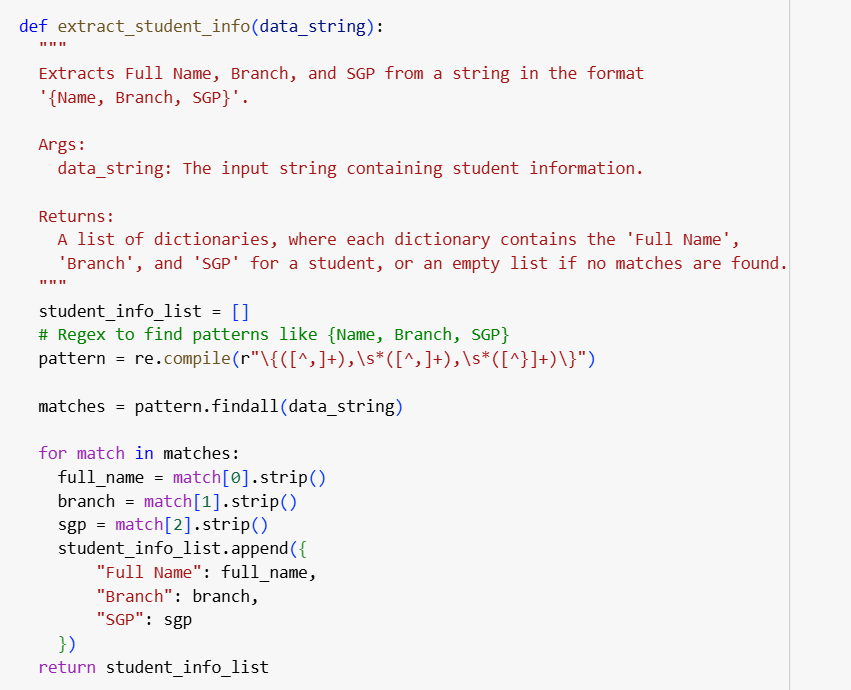 def extract_student_info(data_string):
"""
Extracts Full Name, Branch, and SGP from a string in the format
'{Name, Branch, SGP}'.
Args:
data_string: The input string containing student information.
Returns:
A list of dictionaries, where each dictionary contains the 'Full Name',
'Branch', and 'SGP' for a student, or an empty list if no matches are found.
"""
student_info_list = []
# Regex to find patterns like {Name, Branch, SGP}
pattern = re.compile(r"\{([^,]+),\s*([^,]+),\s*([^}]+)\}")
matches = pattern.findall(data_string)
for match in matches:
full_name = match[0].strip()
branch = match[1].strip()
sgp = match[2].strip()
student_info_list.append({
"Full Name": full_name,
"Branch": branch,
"SGP": sgp
})
return student_info_list